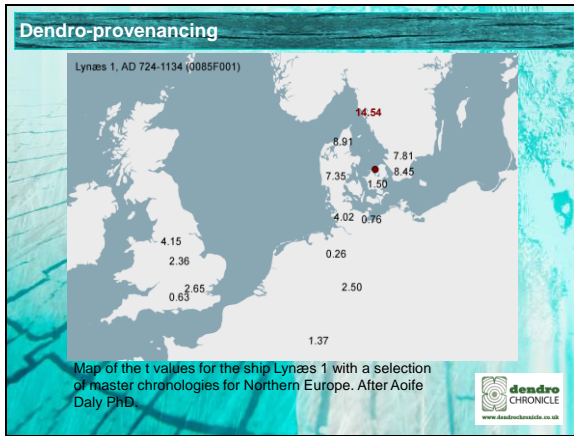 Dendro-provenancing
Lynæs 1, AD 724-1134 (0085F001)
14.54
8.91
7.81
7.35
8.45
1.50
4.02
0.76
4.15
0.26
2.36
2.65
2.50
0.63
1.37
Map of the t values for the ship Lynæs 1 with a selection
of master chronologies for Northern Europe. After Aoife
Daly PhD.
dendro
CHRONICLE
www.dendrochronicle.co.uk